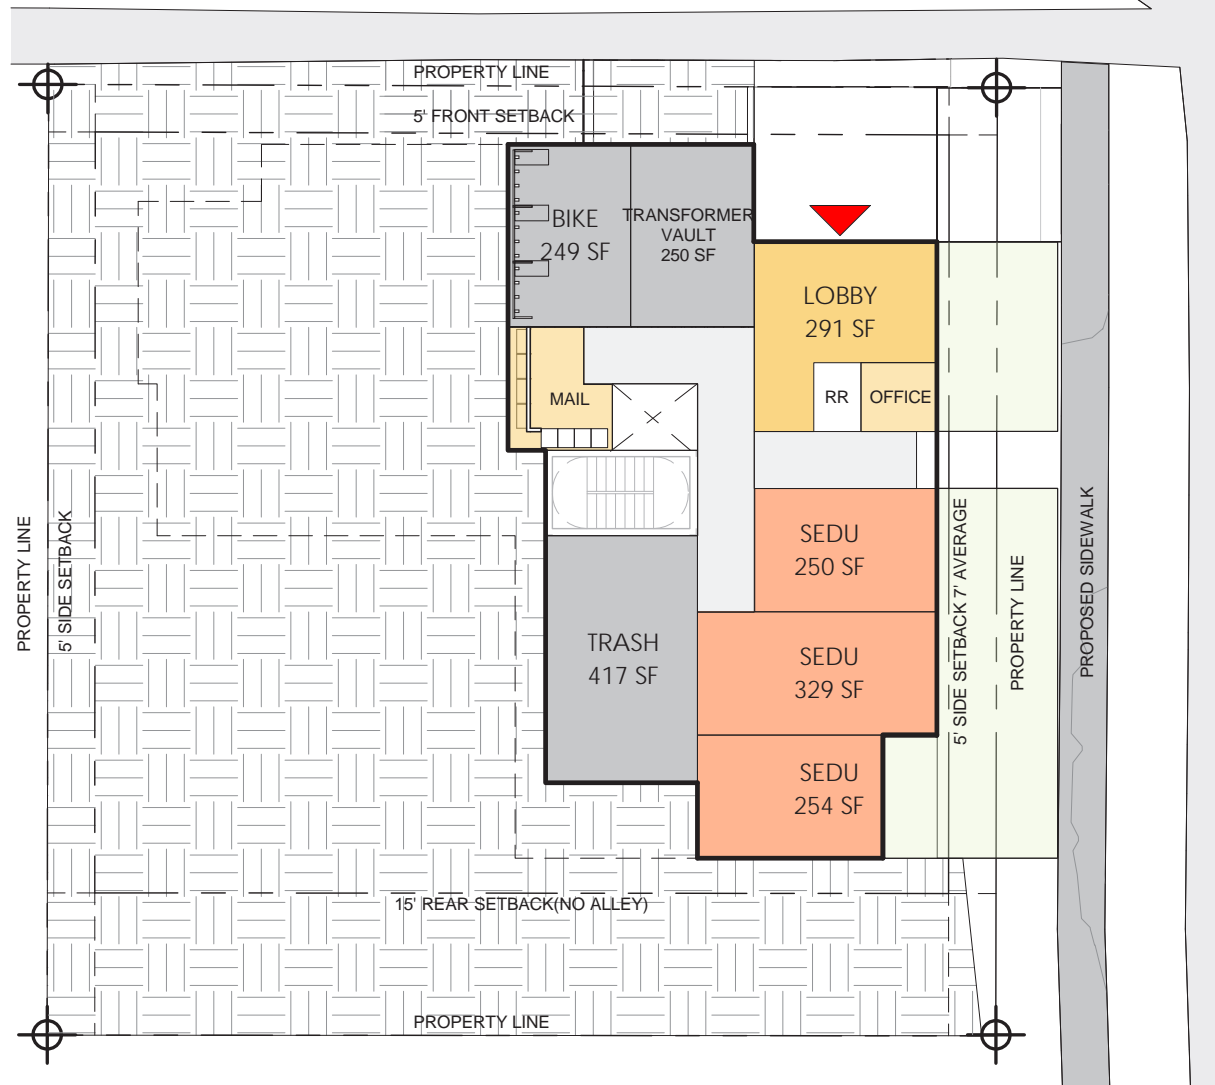 PROPERTY LINE
5' FRONT SETBACK
BIKE
249 SF
TRANSFORMER
VAULT
250 SF
LOBBY
291 SF
MAIL
RR
OFFICE
PROPERTY LINE
5' SIDE SETBACK
SEDU
250 SF
5' SIDE SETBACK 7' AVERAGE
PROPERTY LINE
PROPOSED SIDEWALK
TRASH
417 SF
SEDU
329 SF
SEDU
254 SF
15' REAR SETBACK(NO ALLEY)
PROPERTY LINE